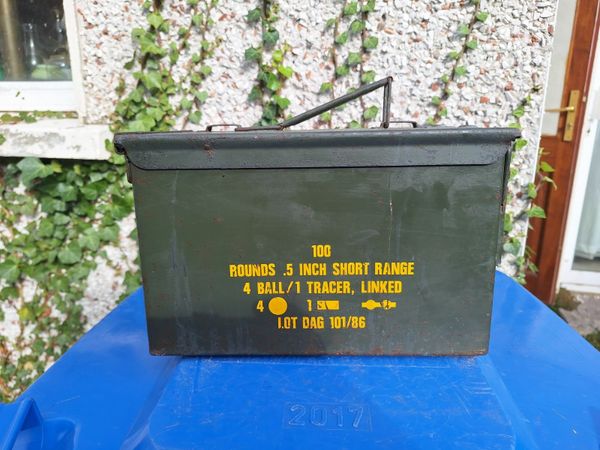 100
ROUNDS .5 INCH SHORT RANGE
4 BALL/1 TRACER, LINKED
4 1
LOT DAG 101/86
2017